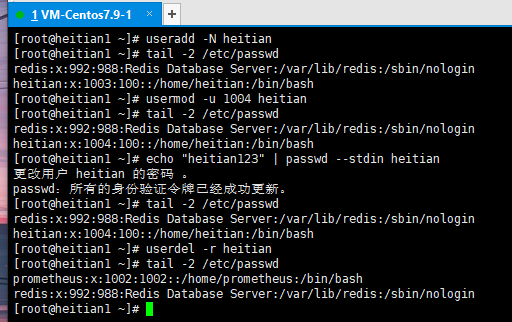 1 VM-Centos7.9-1 × +
[root@heitian1 ~]# useradd -N heitian
[root@heitian1 ~]# tail -2 /etc/passwd
redis:x:992:988:Redis Database Server:/var/lib/redis:/sbin/nologin
heitian:x:1003:100::/home/heitian:/bin/bash
[root@heitian1 ~]# usermod -u 1004 heitian
[root@heitian1 ~]# tail -2 /etc/passwd
redis:x:992:988:Redis Database Server:/var/lib/redis:/sbin/nologin
heitian:x:1004:100::/home/heitian:/bin/bash
[root@heitian1 ~]# echo "heitian123" | passwd --stdin heitian
更改用户 heitian 的密码 。
passwd：所有的身份验证令牌已经成功更新。
[root@heitian1 ~]# tail -2 /etc/passwd
redis:x:992:988:Redis Database Server:/var/lib/redis:/sbin/nologin
heitian:x:1004:100::/home/heitian:/bin/bash
[root@heitian1 ~]# userdel -r heitian
[root@heitian1 ~]# tail -2 /etc/passwd
prometheus:x:1002:1002::/home/prometheus:/bin/bash
redis:x:992:988:Redis Database Server:/var/lib/redis:/sbin/nologin
[root@heitian1 ~]#